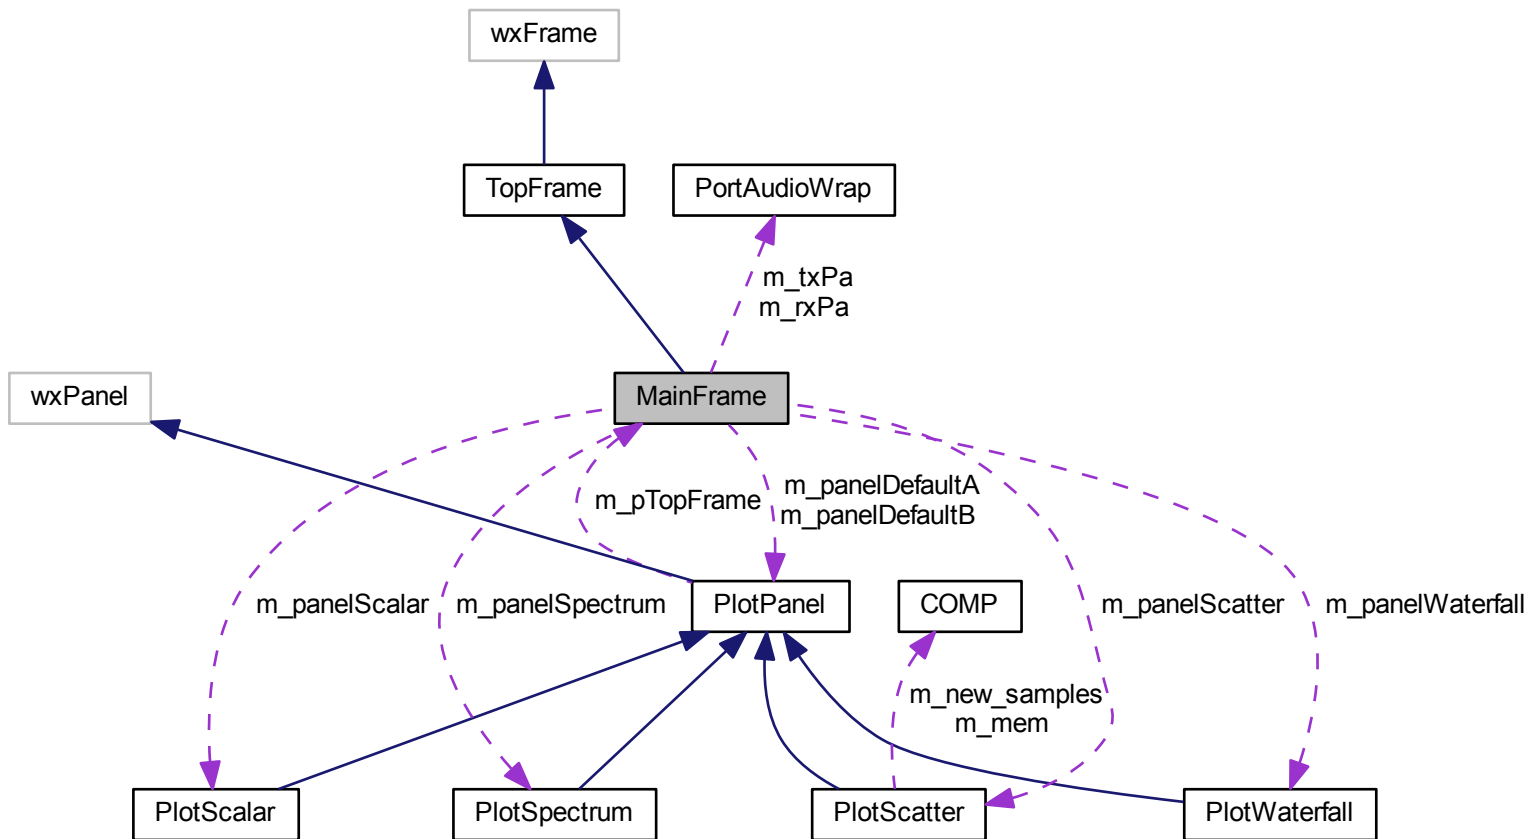 wxFrame
TopFrame
PortAudioWrap
m_txPa
m_rxPa
wxPanel
MainFrame
m_pTopFrame
m_panelDefaultA
m_panelDefaultB
m_panelScalar
m_panelSpectrum
PlotPanel
COMP
m_panelScatter
m_panelWaterfall
m_new_samples
m_mem
PlotScalar
PlotSpectrum
PlotScatter
PlotWaterfall